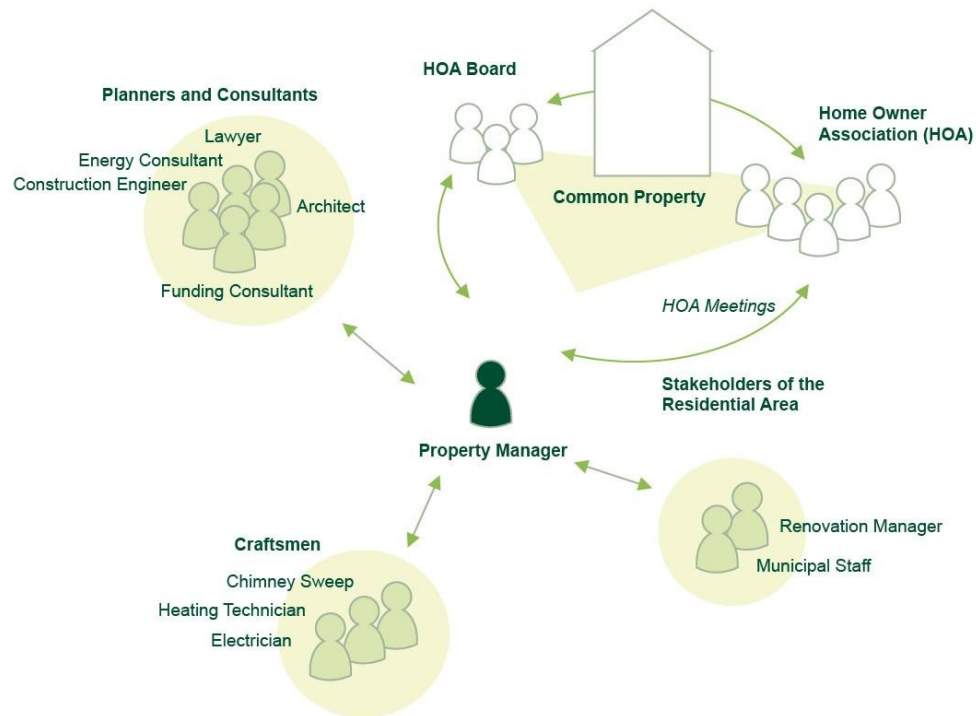 HOA Board
Planners and Consultants
Lawyer
Energy Consultant
Construction Engineer
Architect
Funding Consultant
Home Owner
Association (HOA)
Common Property
HOA Meetings
Stakeholders of the
Residential Area
Property Manager
Renovation Manager
Municipal Staff
Craftsmen
Chimney Sweep
Heating Technician
Electrician